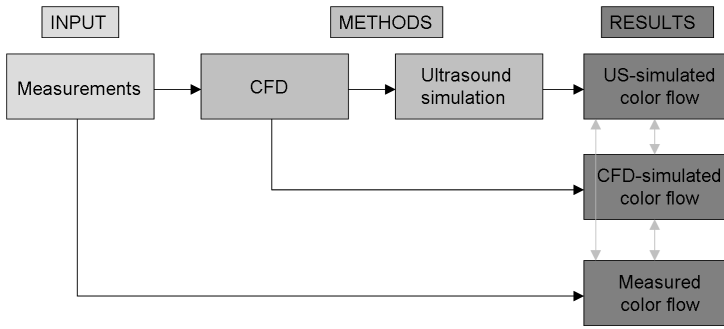 INPUT
METHODS
RESULTS
Measurements
CFD
Ultrasound
simulation
US-simulated
color flow
CFD-simulated
color flow
Measured
color flow